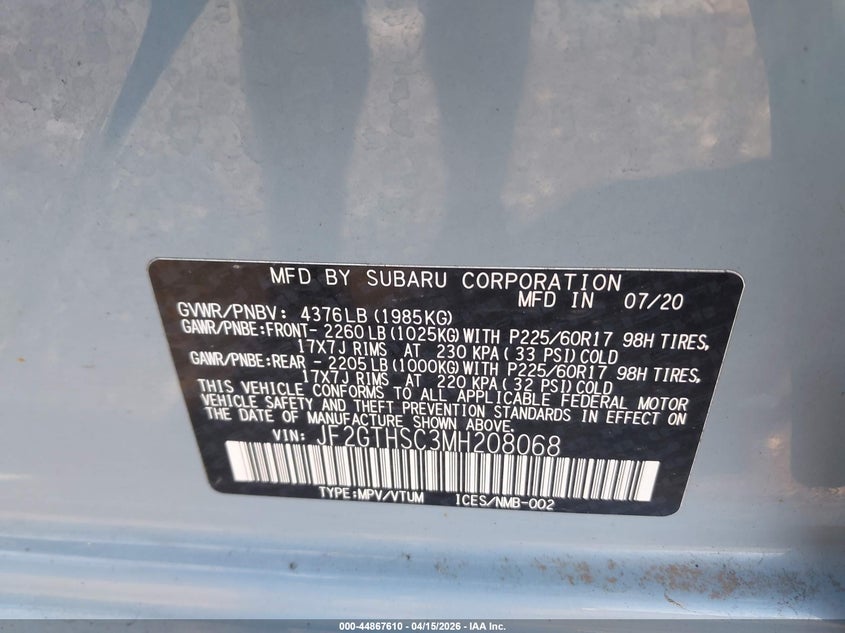 MFD BY SUBARU CORPORATION
MFD IN 07/20
GVWR/PNBV: 4376LB(1985KG)
GAWR/PNBE:FRONT- 2260LB(1025KG)WITH P225/60R17 98H TIRES,
17X7J RIMS AT 230 KPA( 33 PSI)COLD
GAWR/PNBE:REAR - 2205LB(1000KG)WITH P225/60R17 98H TIRES,
17X7J RIMS AT 220 KPA( 32 PSI)COLD
THIS VEHICLE CONFORMS TO ALL APPLICABLE FEDERAL MOTOR
VEHICLE SAFETY AND THEFT PREVENTION STANDARDS IN EFFECT ON
THE DATE OF MANUFACTURE SHOWN ABOVE.
VIN: JF2GTHSC3MH208068
TYPE:MPV/VTUM ICES/NMB-002
000-44867610 - 04/15/2026 - IAA Inc.